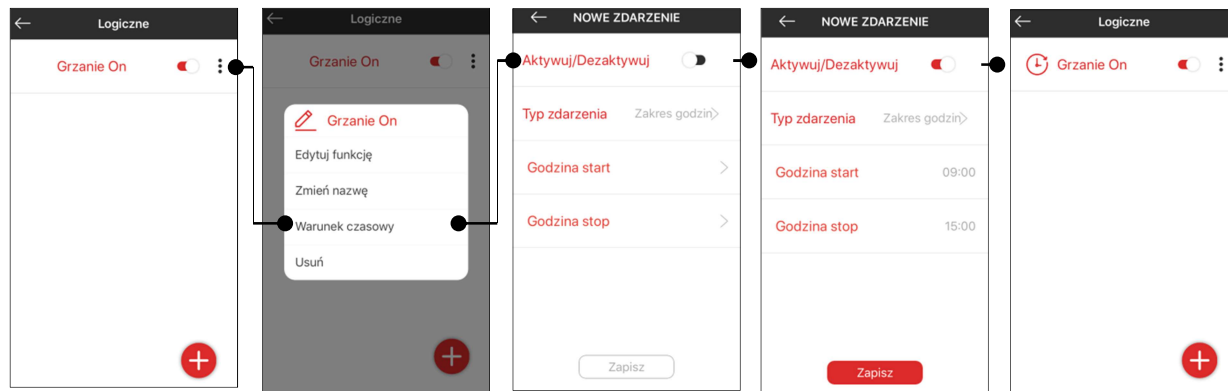 Logiczne
Grzanie On
Logiczne
Grzanie On
Grzanie On
Edytuj funkcję
Zmień nazwę
Warunek czasowy
Usuń
NOWE ZDARZENIE
Aktywuj/Dezaktywuj
Typ zdarzenia Zakres godzin
Godzina start
Godzina stop
Zapisz
NOWE ZDARZENIE
Aktywuj/Dezaktywuj
Typ zdarzenia Zakres godzin
Godzina start 09:00
Godzina stop 15:00
Zapisz
Logiczne
Grzanie On